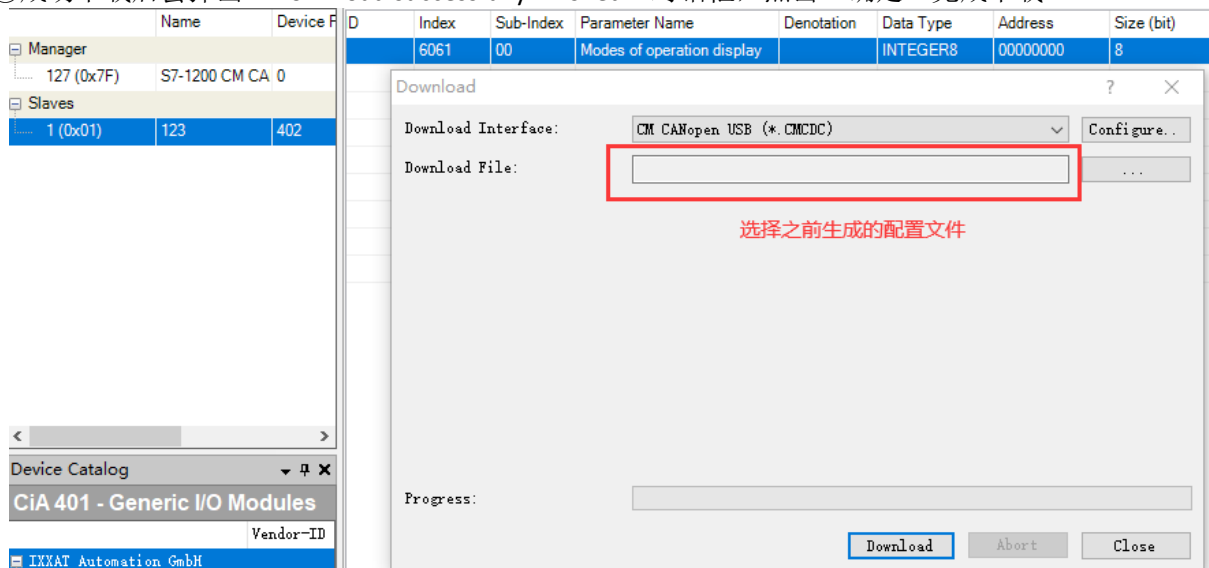 Name Device F
Manager
127 (0x7F) S7-1200 CM CA 0
Slaves
1 (0x01) 123 402
D Index Sub-Index Parameter Name Denotation Data Type Address Size (bit)
6061 00 Modes of operation display INTEGER8 00000000 8
Download ? ×
Download Interface: CM CANopen USB (*.CMCDC) Configure..
Download File: ...
选择之前生成的配置文件
Progress:
Download Abort Close
Device Catalog
CiA 401 - Generic I/O Modules
Vendor-ID
IXXAT Automation GmbH